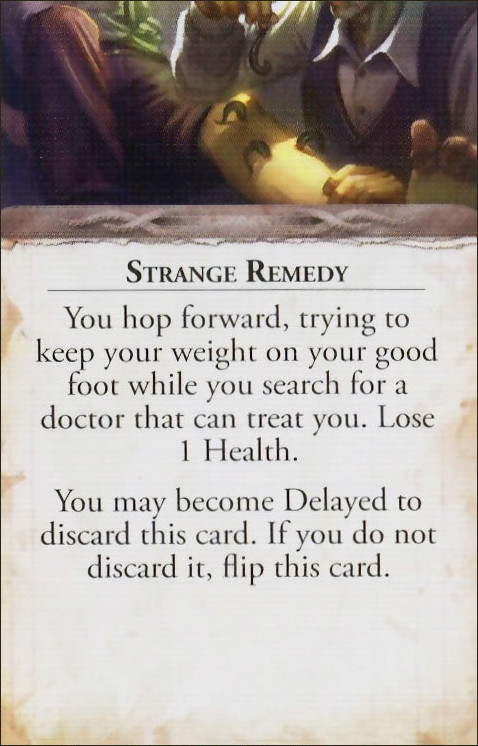 STRANGE REMEDY
You hop forward, trying to
keep your weight on your good
foot while you search for a
doctor that can treat you. Lose
1 Health.
You may become Delayed to
discard this card. If you do not
discard it, flip this card.